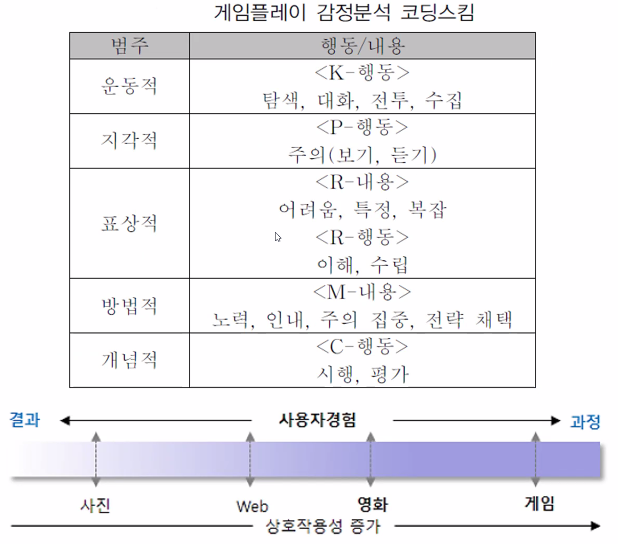 게임플레이 감정분석 코딩스킴
범주 행동/내용
운동적 <K-행동>
탐색, 대화, 전투, 수집
지각적 <P-행동>
주의(보기, 듣기)
표상적 <R-내용>
어려움, 특정, 복잡
<R-행동>
이해, 수립
방법적 <M-내용>
노력, 인내, 주의 집중, 전략 채택
개념적 <C-행동>
시행, 평가
결과 사용자경험 과정
사진 Web 영화 게임
상호작용성 증가